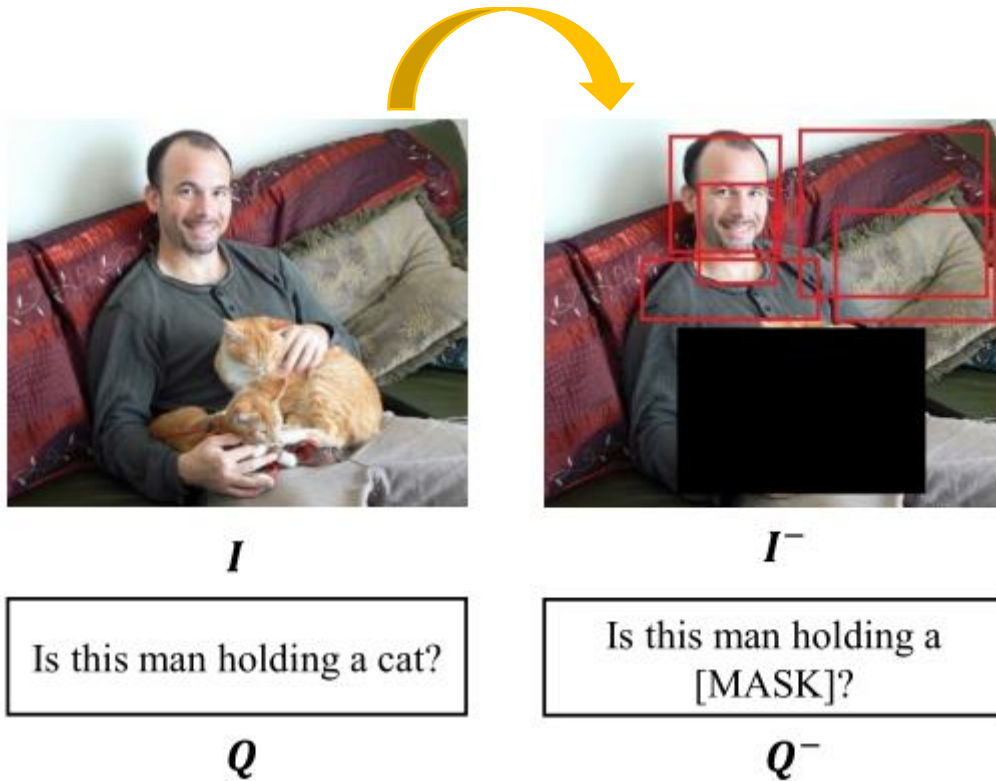 I
I⁻
Is this man holding a cat?
Is this man holding a
[MASK]?
Q
Q⁻